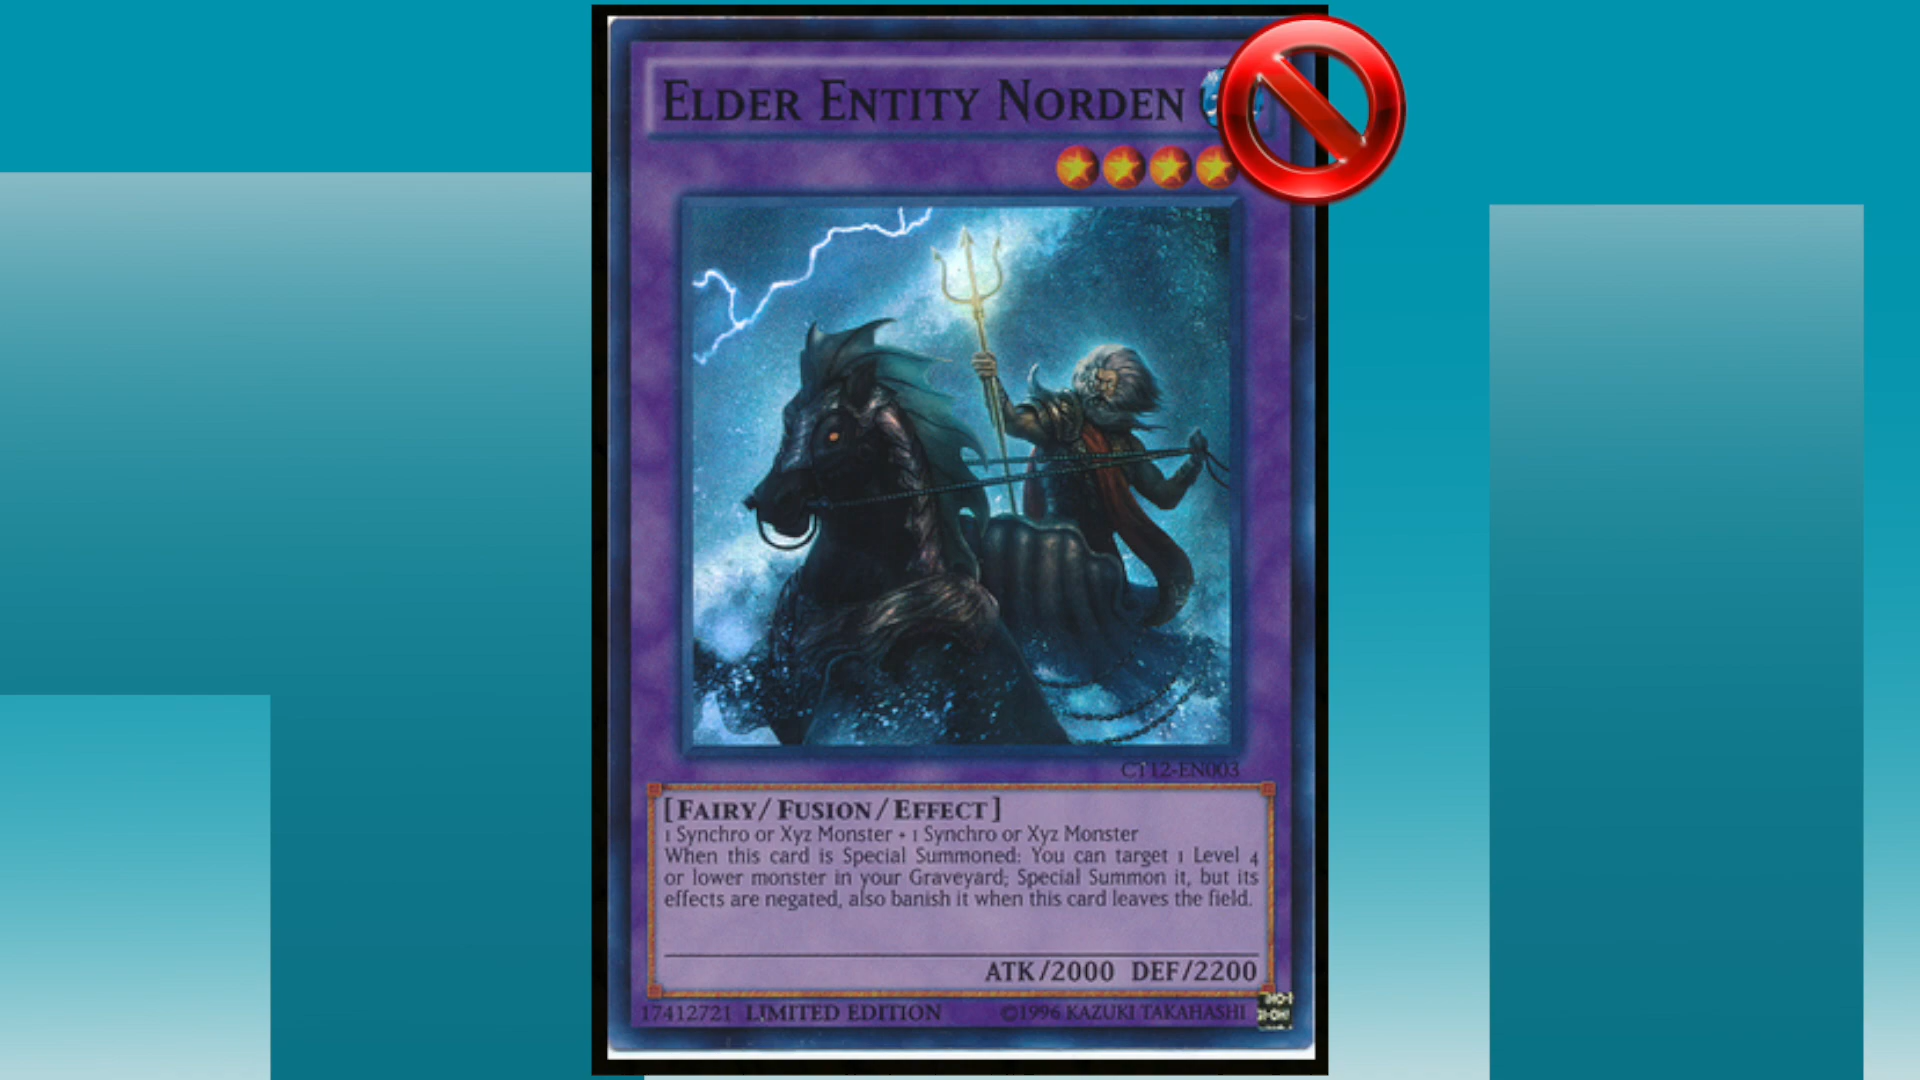 ELDER ENTITY NORDEN
CT12-EN003
[FAIRY/FUSION/EFFECT]
1 Synchro or Xyz Monster + 1 Synchro or Xyz Monster
When this card is Special Summoned: You can target 1 Level 4
or lower monster in your Graveyard; Special Summon it, but its
effects are negated, also banish it when this card leaves the field.
ATK/2000 DEF/2200
17412721 LIMITED EDITION ©1996 KAZUKI TAKAHASHI